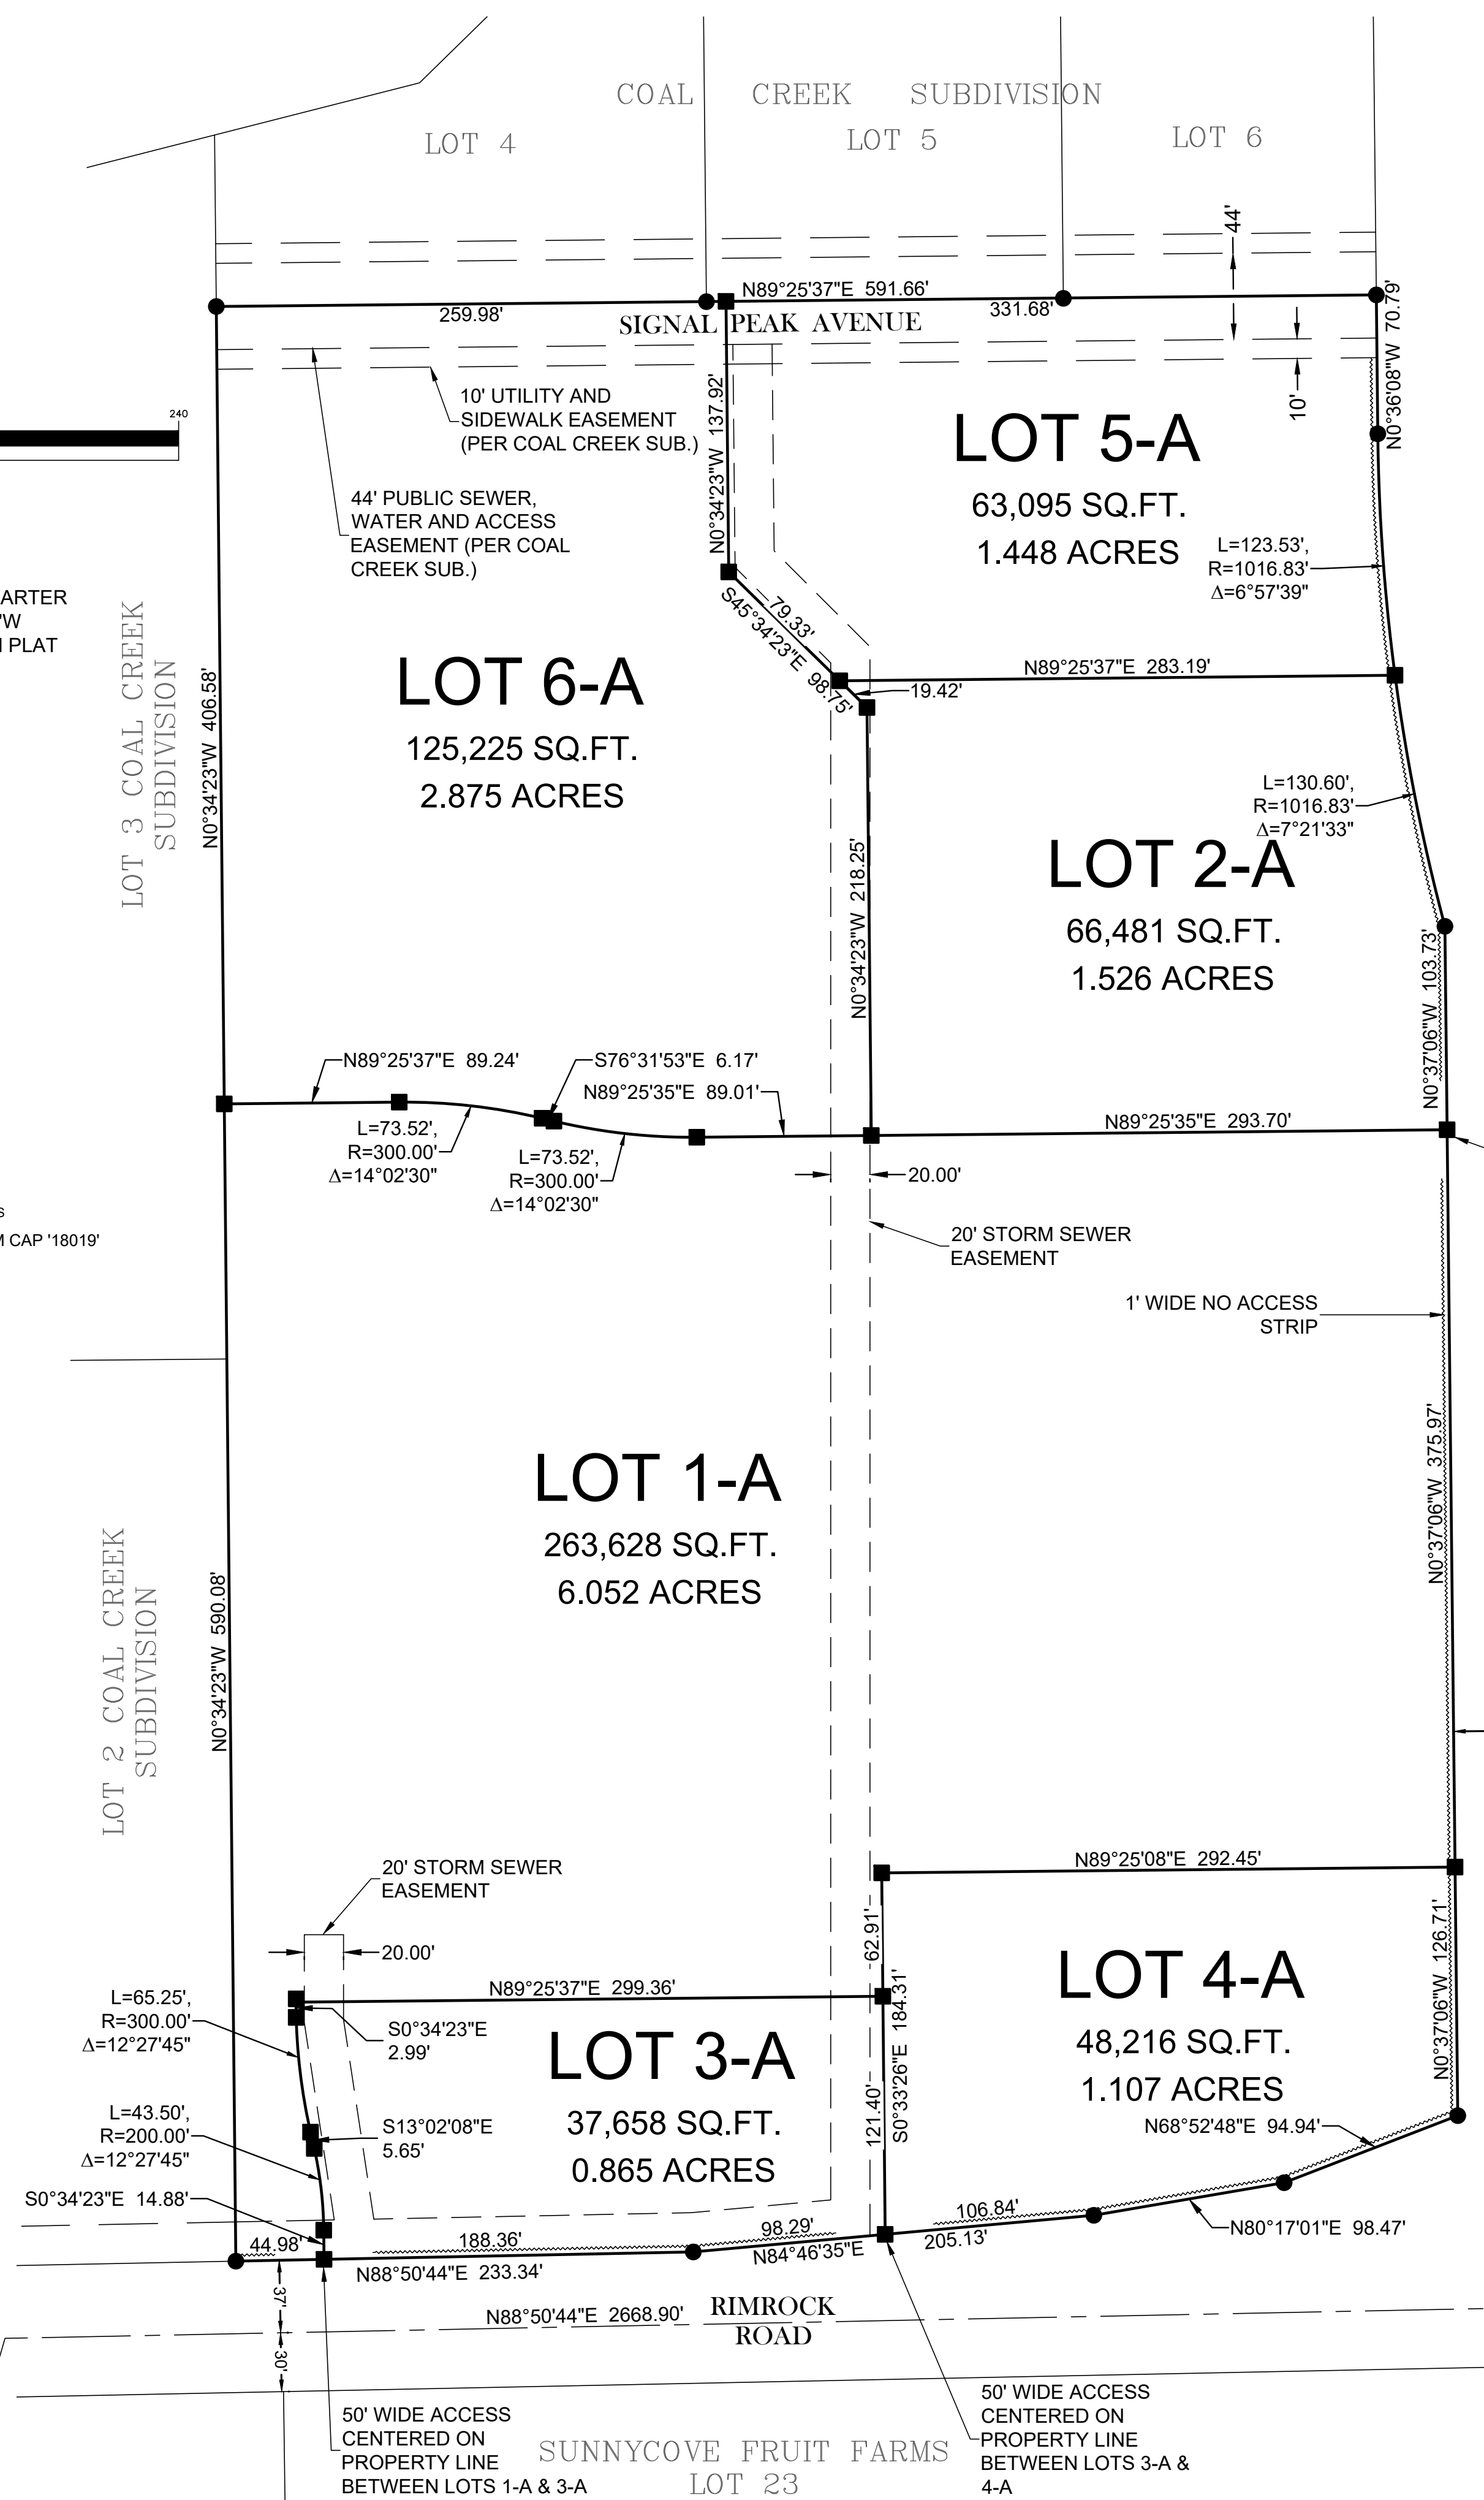 COAL CREEK SUBDIVISION
LOT 4
LOT 5
LOT 6
44'
N89°25'37"E 591.66'
259.98'
331.68'
SIGNAL PEAK AVENUE
N0°36'08"W 70.79'
10'
240
10' UTILITY AND
SIDEWALK EASEMENT
(PER COAL CREEK SUB.)
N0°34'23"W 137.92'
LOT 5-A
63,095 SQ.FT.
1.448 ACRES
44' PUBLIC SEWER,
WATER AND ACCESS
EASEMENT (PER COAL
CREEK SUB.)
L=123.53',
R=1016.83'
Δ=6°57'39"
ARTER
'W
PLAT
LOT 3 COAL CREEK
SUBDIVISION
N0°34'23"W 406.58'
79.33'
S45°34'23"E 98.75'
19.42'
N89°25'37"E 283.19'
LOT 6-A
125,225 SQ.FT.
2.875 ACRES
L=130.60',
R=1016.83'
Δ=7°21'33"
LOT 2-A
66,481 SQ.FT.
1.526 ACRES
N0°34'23"W 218.25'
N0°37'06"W 103.73'
N89°25'37"E 89.24'
S76°31'53"E 6.17'
N89°25'35"E 89.01'
N89°25'35"E 293.70'
L=73.52',
R=300.00'
Δ=14°02'30"
L=73.52',
R=300.00'
Δ=14°02'30"
20.00'
S
M CAP '18019'
20' STORM SEWER
EASEMENT
1' WIDE NO ACCESS
STRIP
N0°37'06"W 375.97'
LOT 1-A
263,628 SQ.FT.
6.052 ACRES
LOT 2 COAL CREEK
SUBDIVISION
N0°34'23"W 590.08'
N89°25'08"E 292.45'
20' STORM SEWER
EASEMENT
20.00'
62.91'
S0°33'26"E 184.31'
121.40'
N0°37'06"W 126.71'
N89°25'37"E 299.36'
L=65.25',
R=300.00'
Δ=12°27'45"
S0°34'23"E
2.99'
LOT 3-A
37,658 SQ.FT.
0.865 ACRES
LOT 4-A
48,216 SQ.FT.
1.107 ACRES
L=43.50',
R=200.00'
Δ=12°27'45"
S13°02'08"E
5.65'
N68°52'48"E 94.94'
S0°34'23"E 14.88'
44.98'
188.36'
98.29'
106.84'
N80°17'01"E 98.47'
N88°50'44"E 233.34'
N84°46'35"E
205.13'
37'
30'
N88°50'44"E 2668.90'
RIMROCK
ROAD
50' WIDE ACCESS
CENTERED ON
PROPERTY LINE
BETWEEN LOTS 1-A & 3-A
50' WIDE ACCESS
CENTERED ON
PROPERTY LINE
BETWEEN LOTS 3-A &
4-A
SUNNYCOVE FRUIT FARMS
LOT 23